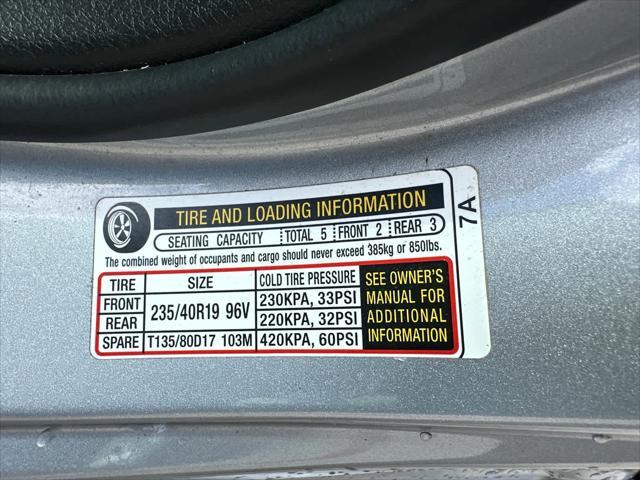 TIRE AND LOADING INFORMATION
SEATING CAPACITY TOTAL 5 FRONT 2 REAR 3
The combined weight of occupants and cargo should never exceed 385kg or 850lbs.
TIRE SIZE COLD TIRE PRESSURE
FRONT 235/40R19 96V 230KPA, 33PSI
REAR 220KPA, 32PSI
SPARE T135/80D17 103M 420KPA, 60PSI
SEE OWNER'S
MANUAL FOR
ADDITIONAL
INFORMATION
7A